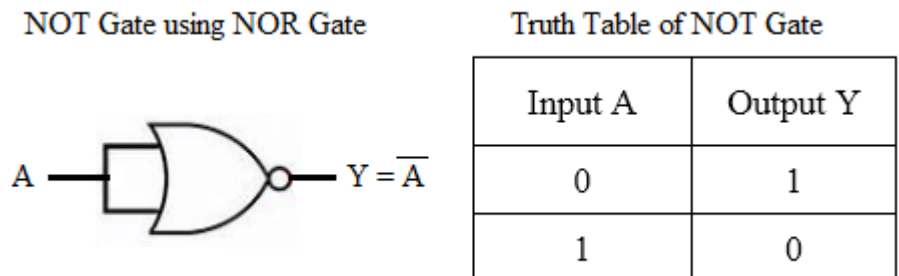 NOT Gate using NOR Gate
Truth Table of NOT Gate
A
Y = A̅
Input A Output Y
0 1
1 0